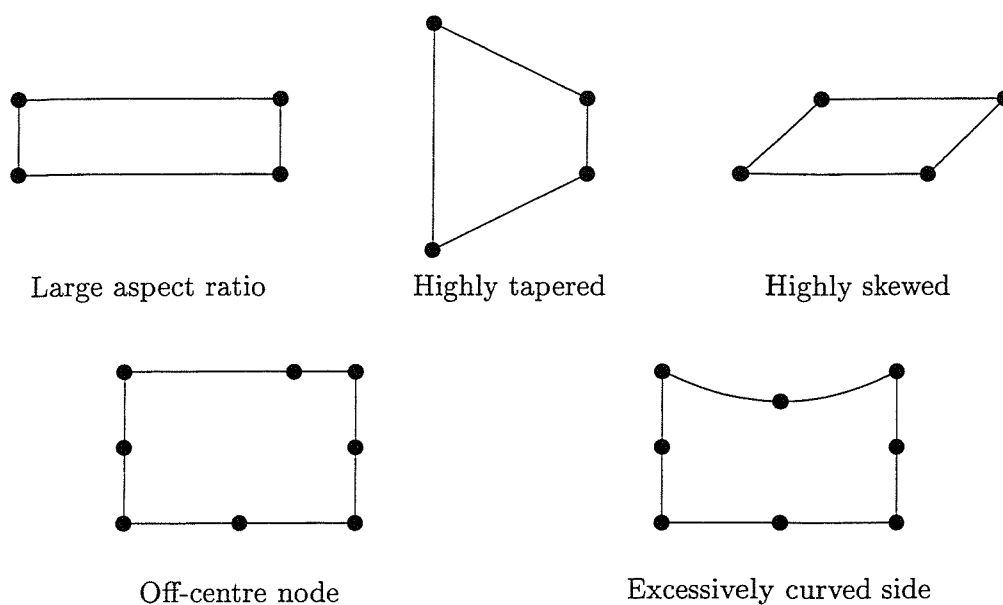 Large aspect ratio
Highly tapered
Highly skewed
Off-centre node
Excessively curved side